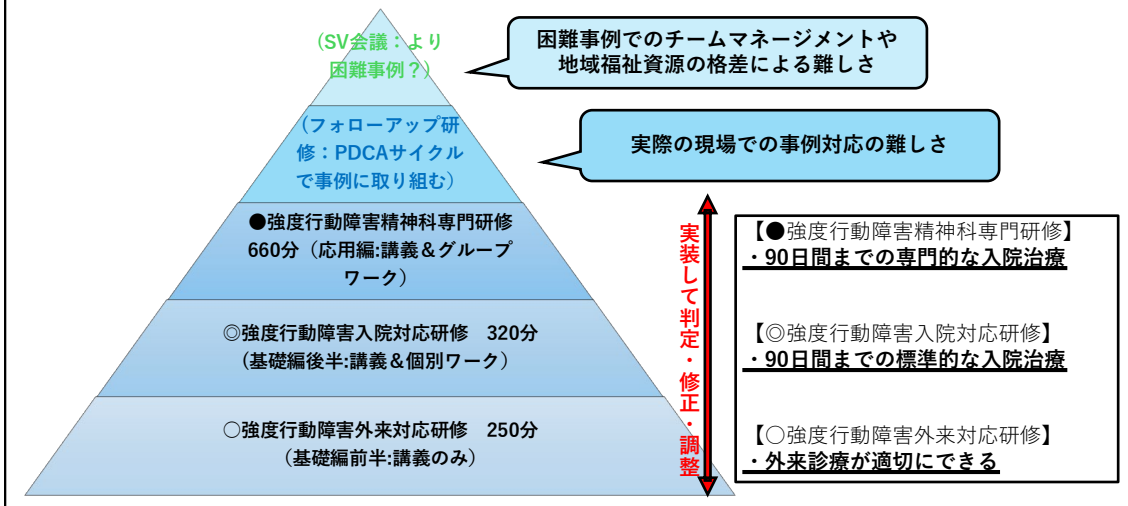 (SV会議：より
困難事例？)
困難事例でのチームマネージメントや
地域福祉資源の格差による難しさ
(フォローアップ研
修：PDCAサイクル
で事例に取り組む)
実際の現場での事例対応の難しさ
●強度行動障害精神科専門研修
660分（応用編:講義＆グループ
ワーク）
◎強度行動障害入院対応研修　320分
（基礎編後半:講義＆個別ワーク）
○強度行動障害外来対応研修　250分
（基礎編前半:講義のみ）
実装して判定・修正・調整
【●強度行動障害精神科専門研修】
・90日間までの専門的な入院治療
【◎強度行動障害入院対応研修】
・90日間までの標準的な入院治療
【○強度行動障害外来対応研修】
・外来診療が適切にできる